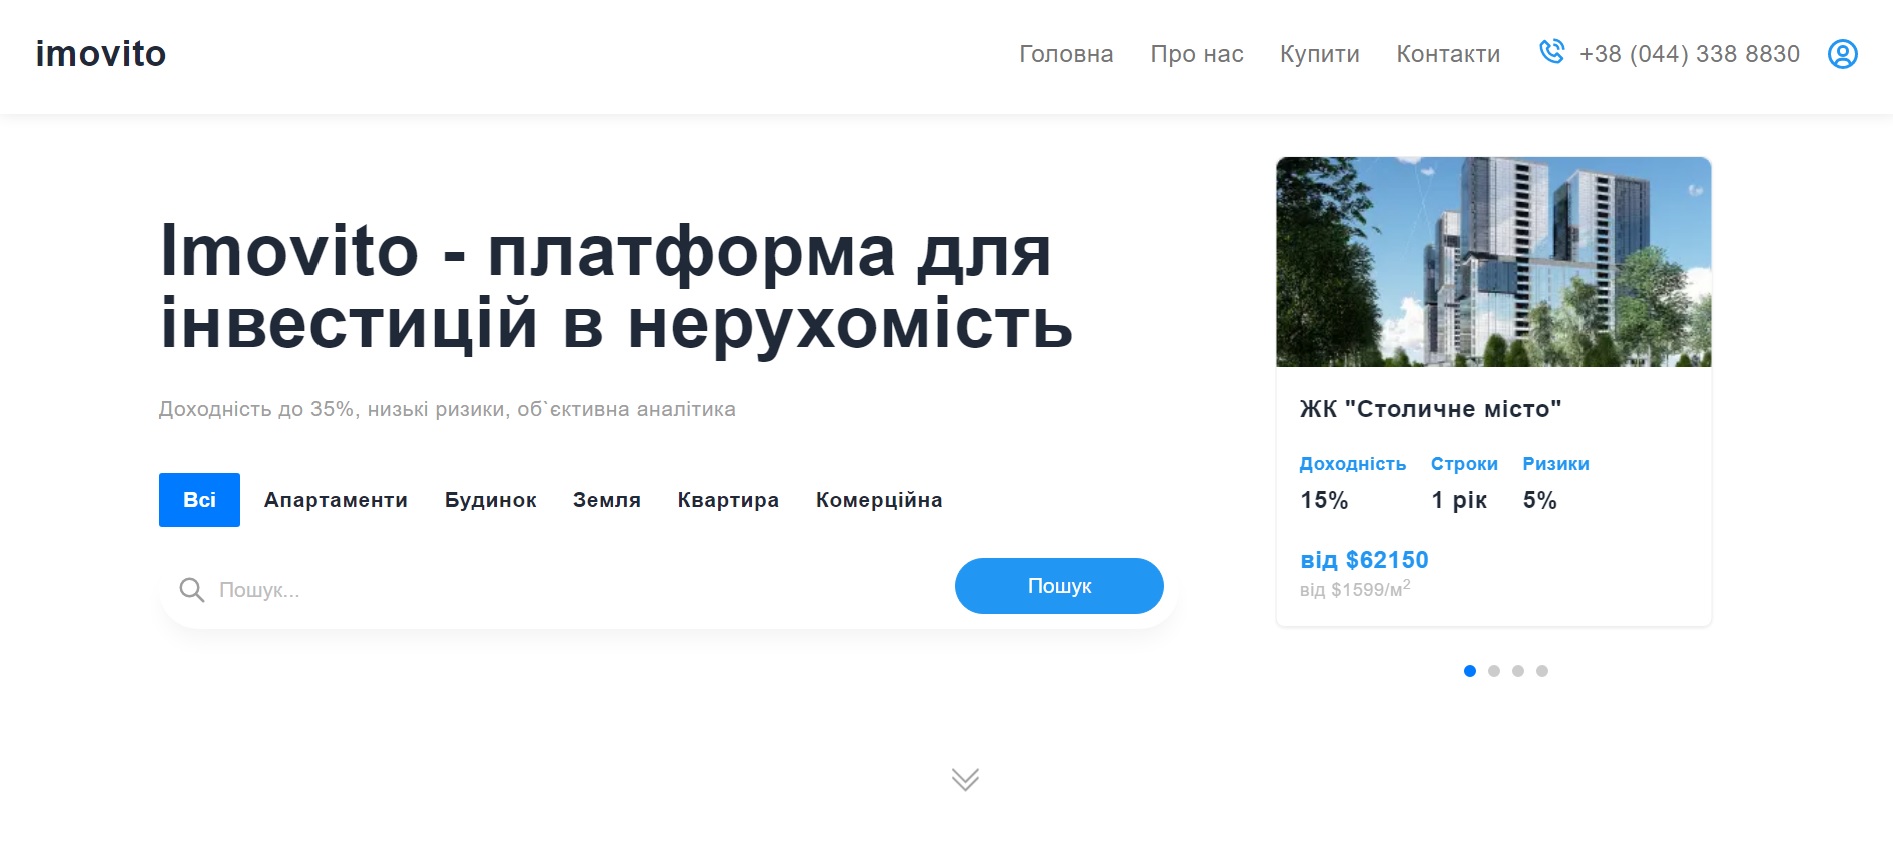 imovito
Головна Про нас Купити Контакти +38 (044) 338 8830
Imovito - платформа для
інвестицій в нерухомість
Доходність до 35%, низькі ризики, об`єктивна аналітика
Всі Апартаменти Будинок Земля Квартира Комерційна
Пошук... Пошук
ЖК "Столичне місто"
Доходність Строки Ризики
15% 1 рік 5%
від $62150
від $1599/м²